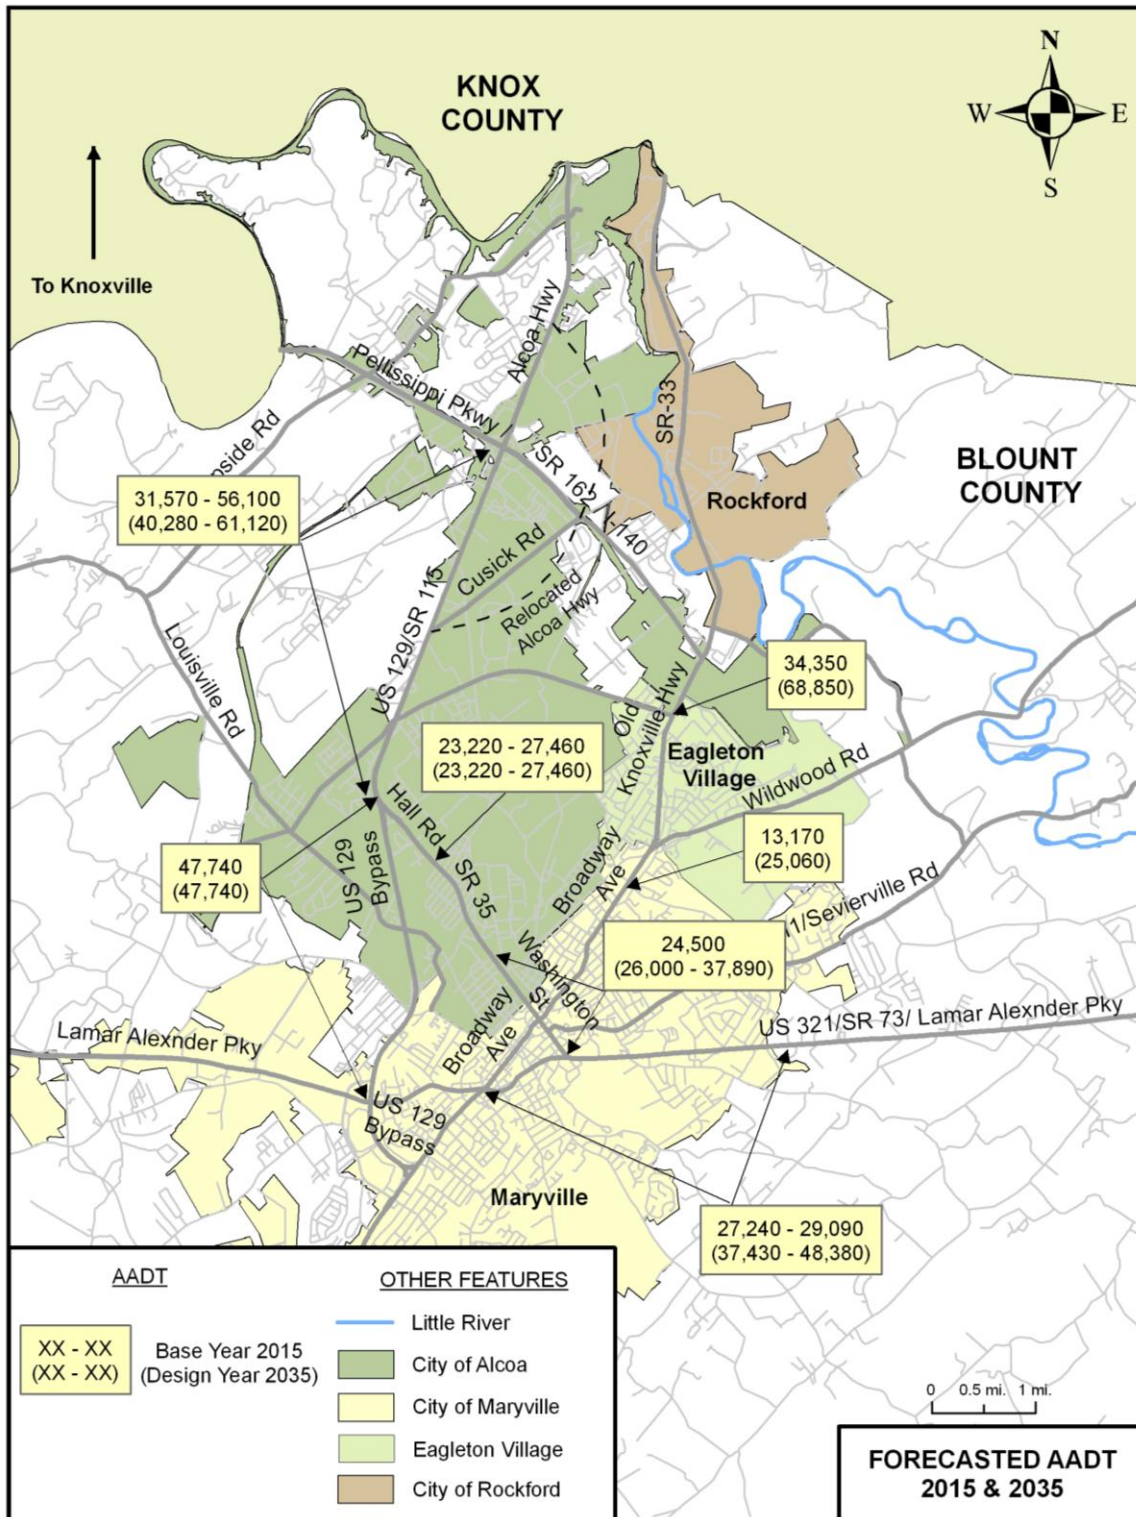 KNOX
COUNTY
N
W E
S
To Knoxville
Alcoa Hwy
Pellissippi Pkwy
SR-33
BLOUNT
COUNTY
pside Rd
31,570 - 56,100
(40,280 - 61,120)
SR 162 / I-140
Rockford
Cusick Rd
Relocated
Alcoa Hwy
US 129/SR 115
Louisville Rd
34,350
(68,850)
Old
Knoxville Hwy
23,220 - 27,460
(23,220 - 27,460)
Eagleton
Village
Wildwood Rd
Hall Rd
SR 35
47,740
(47,740)
US 129
Bypass
Broadway
Ave
13,170
(25,060)
11/Sevierville Rd
24,500
(26,000 - 37,890)
Washington
St
Broadway
Ave
Lamar Alexnder Pky
US 321/SR 73/ Lamar Alexnder Pky
US 129
Bypass
Maryville
27,240 - 29,090
(37,430 - 48,380)
AADT
XX - XX
(XX - XX)
Base Year 2015
(Design Year 2035)
OTHER FEATURES
Little River
City of Alcoa
City of Maryville
Eagleton Village
City of Rockford
0 0.5 mi. 1 mi.
FORECASTED AADT
2015 & 2035